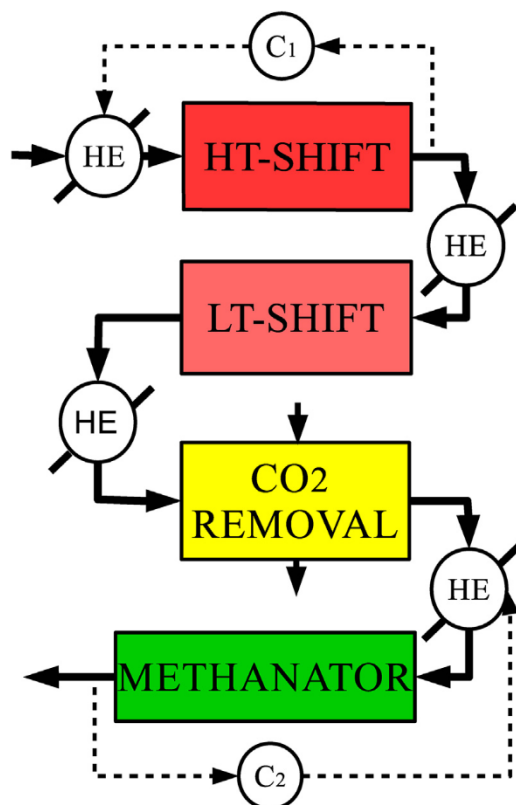 C1
HE
HT-SHIFT
HE
LT-SHIFT
HE
CO2
REMOVAL
HE
METHANATOR
C2